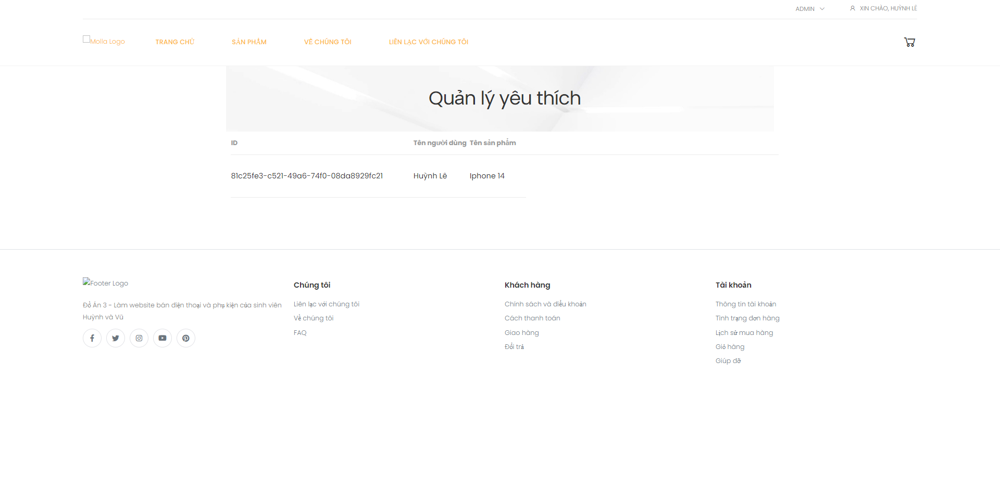 ADMIN
XIN CHÀO, HUỲNH LÊ
Molla Logo
TRANG CHỦ
SẢN PHẨM
VỀ CHÚNG TÔI
LIÊN LẠC VỚI CHÚNG TÔI
Quản lý yêu thích
ID Tên người dùng Tên sản phẩm
81c25fe3-c521-49a6-74f0-08da8929fc21 Huỳnh Lê Iphone 14
Footer Logo
Đồ Án 3 - Làm website bán điện thoại và phụ kiện của sinh viên
Huỳnh và Vũ
Chúng tôi
Liên lạc với chúng tôi
Về chúng tôi
FAQ
Khách hàng
Chính sách và điều khoản
Cách thanh toán
Giao hàng
Đổi trả
Tài khoản
Thông tin tài khoản
Tình trạng đơn hàng
Lịch sử mua hàng
Giỏ hàng
Giúp đỡ